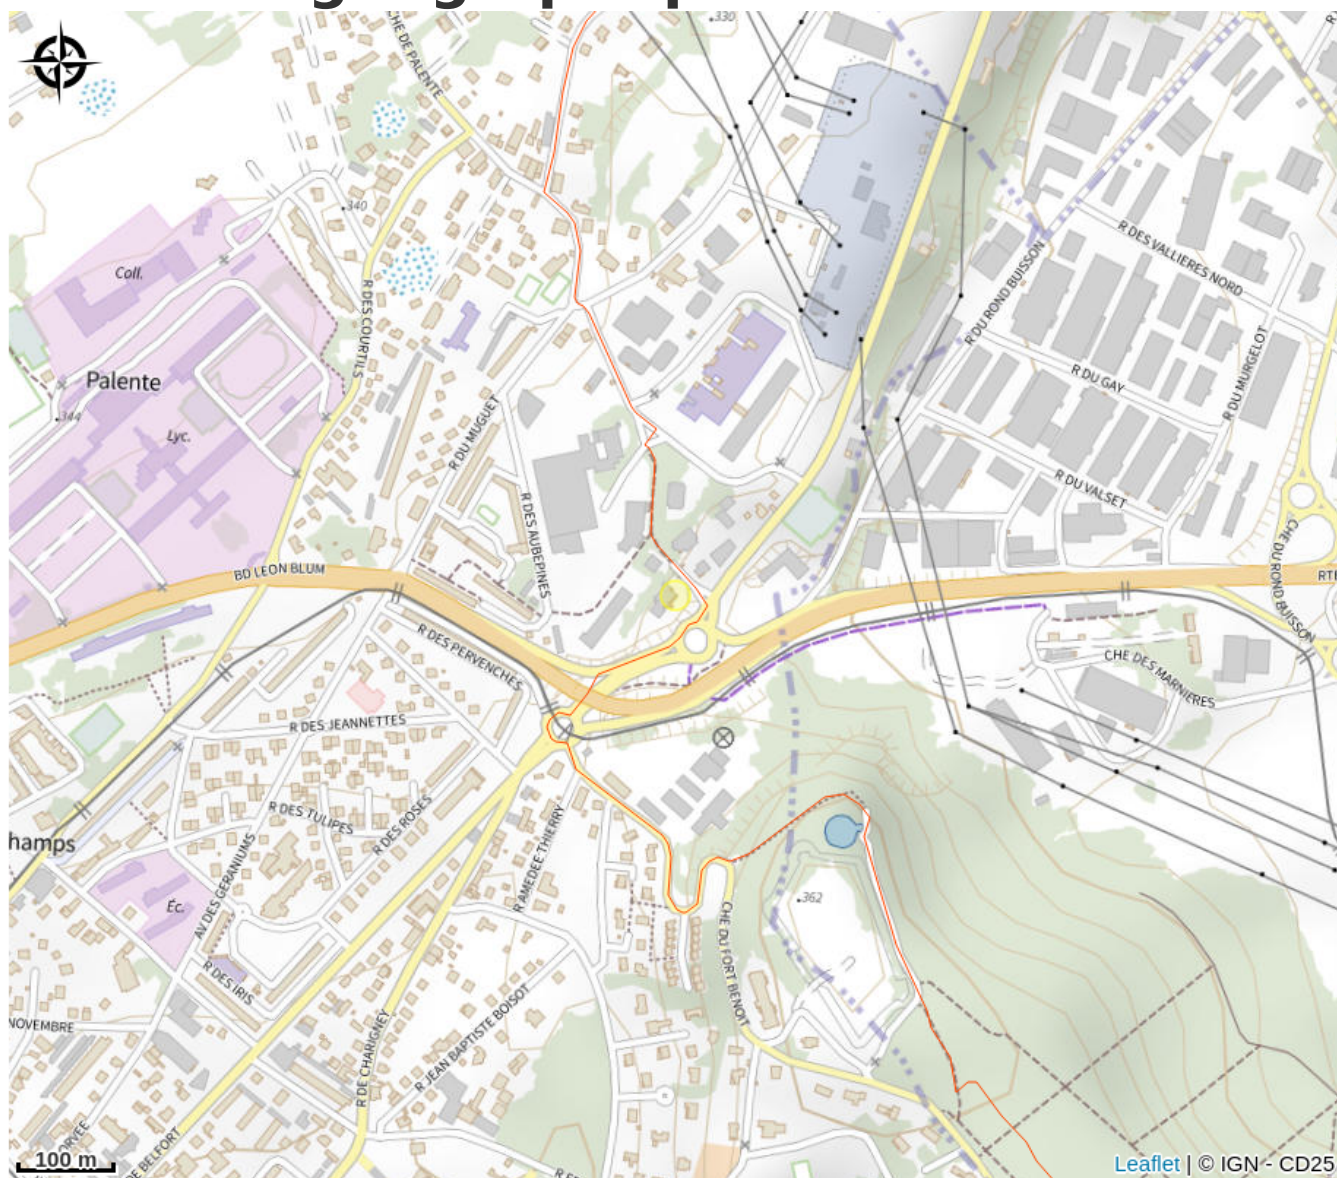 330
CHE DE PALENTE
340
R DES VALLIERES NORD
R DU ROND BUISSON
Coll.
R DES COURTILS
Palente
R DU GAY
R DU MURGELOT
344
Lyc.
R DU MUGUET
R DU VALSET
R DES AUBEPINES
CHE DU ROND BUISSON
BD LEON BLUM
R DES PERVENCHES
CHE DES MARNIERES
R DES JEANNETTES
R DES TULIPES
R DES ROSES
R AMEDEE THIERRY
hamps
AV DES GERANIUMS
Éc.
362
CHE DU FORT BENOIT
R DES IRIS
NOVEMBRE
R JEAN BAPTISTE BOISOT
R DE CHARIGNEY
ORVEE
DE BELFORT
100 m
Leaflet | © IGN - CD25